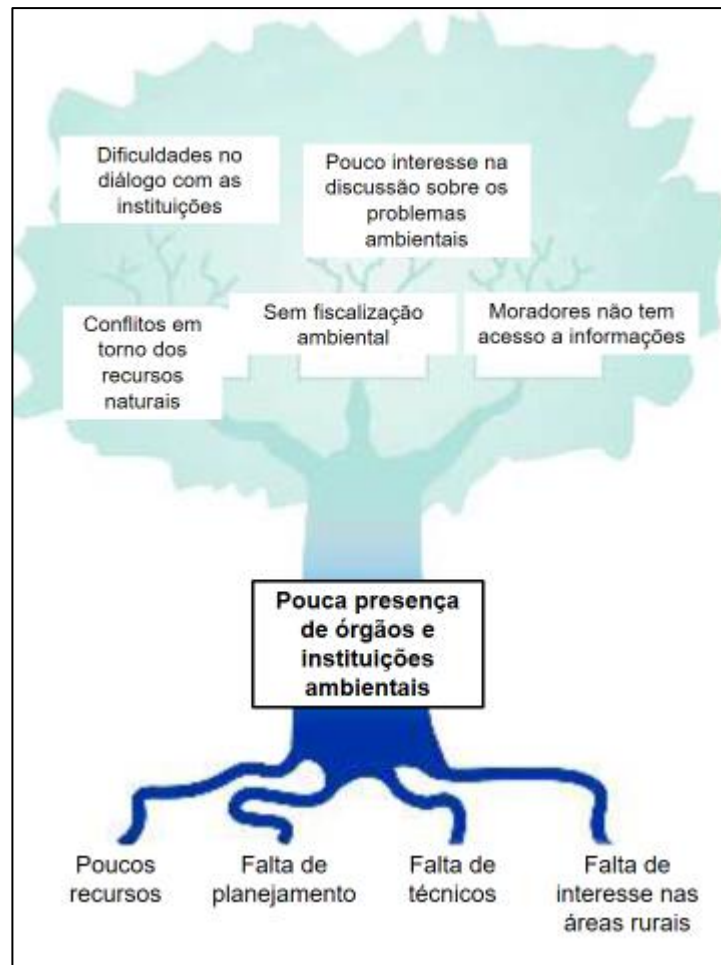 Dificuldades no
diálogo com as
instituições
Pouco interesse na
discussão sobre os
problemas
ambientais
Conflitos em
torno dos
recursos
naturais
Sem fiscalização
ambiental
Moradores não tem
acesso a informações
Pouca presença
de órgãos e
instituições
ambientais
Poucos
recursos
Falta de
planejamento
Falta de
técnicos
Falta de
interesse nas
áreas rurais